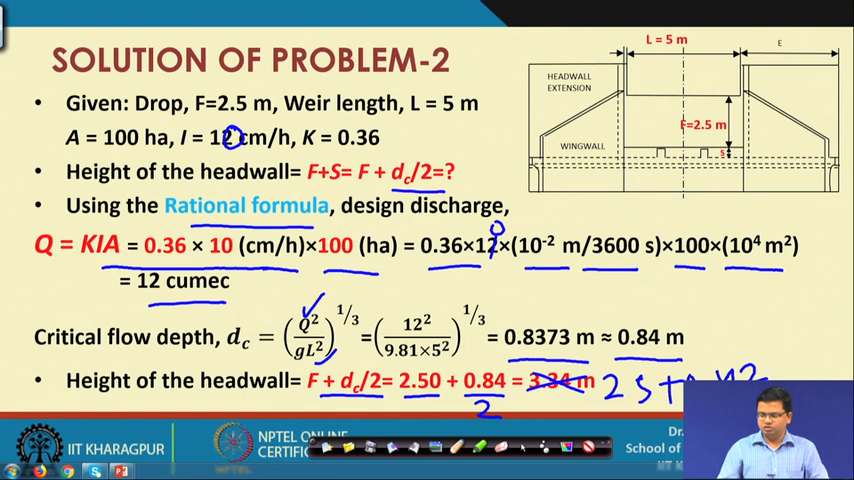 SOLUTION OF PROBLEM-2
• Given: Drop, F=2.5 m, Weir length, L = 5 m
A = 100 ha, I = 12 cm/h, K = 0.36
• Height of the headwall= F+S= F + dc/2=?
• Using the Rational formula, design discharge,
Q = KIA = 0.36 × 10 (cm/h)×100 (ha) = 0.36×12×(10⁻² m/3600 s)×100×(10⁴ m²)
0
= 12 cumec
Critical flow depth, dc = (Q²/gL²)^1/3 = (12²/9.81×5²)^1/3 = 0.8373 m ≈ 0.84 m
• Height of the headwall= F + dc/2= 2.50 + 0.84 = 3.34 m
2
L = 5 m
E
HEADWALL
EXTENSION
F=2.5 m
WINGWALL
S
IIT KHARAGPUR
NPTEL ONLINE
Dr.
School of